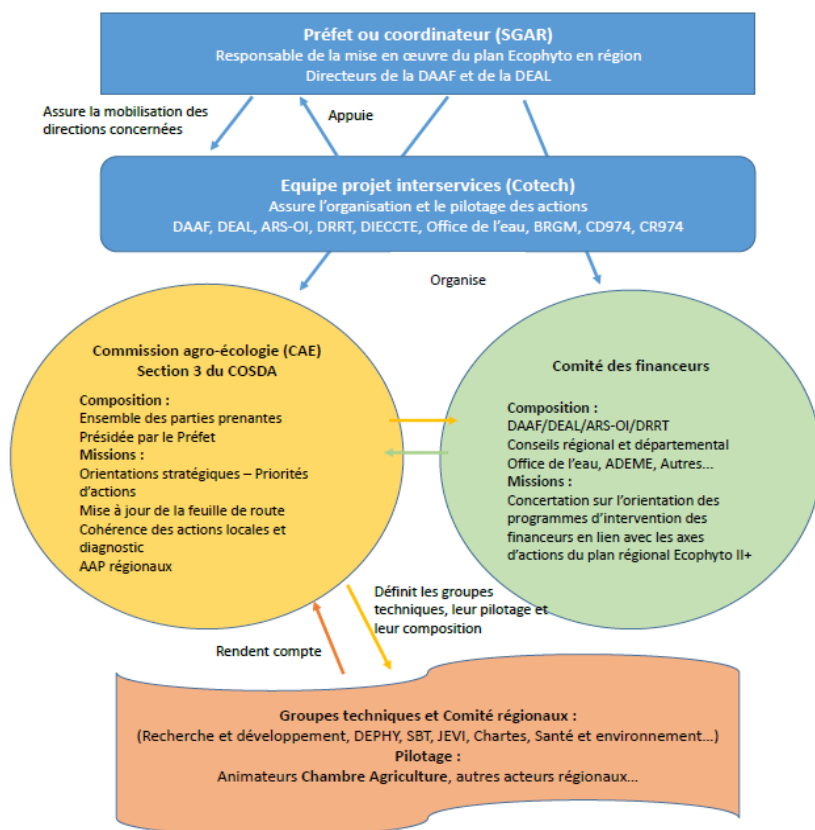 Préfet ou coordinateur (SGAR)
Responsable de la mise en œuvre du plan Ecophyto en région
Directeurs de la DAAF et de la DEAL
Assure la mobilisation des
directions concernées
Appuie
Equipe projet interservices (Cotech)
Assure l'organisation et le pilotage des actions
DAAF, DEAL, ARS-OI, DRRT, DIECCTE, Office de l'eau, BRGM, CD974, CR974
Organise
Commission agro-écologie (CAE)
Section 3 du COSDA
Composition :
Ensemble des parties prenantes
Présidée par le Préfet
Missions :
Orientations stratégiques – Priorités
d'actions
Mise à jour de la feuille de route
Cohérence des actions locales et
diagnostic
AAP régionaux
Comité des financeurs
Composition :
DAAF/DEAL/ARS-OI/DRRT
Conseils régional et départemental
Office de l'eau, ADEME, Autres...
Missions :
Concertation sur l'orientation des
programmes d'intervention des
financeurs en lien avec les axes
d'actions du plan régional Ecophyto II+
Définit les groupes
techniques, leur pilotage et
leur composition
Rendent compte
Groupes techniques et Comité régionaux :
(Recherche et développement, DEPHY, SBT, JEVI, Chartes, Santé et environnement...)
Pilotage :
Animateurs Chambre Agriculture, autres acteurs régionaux...